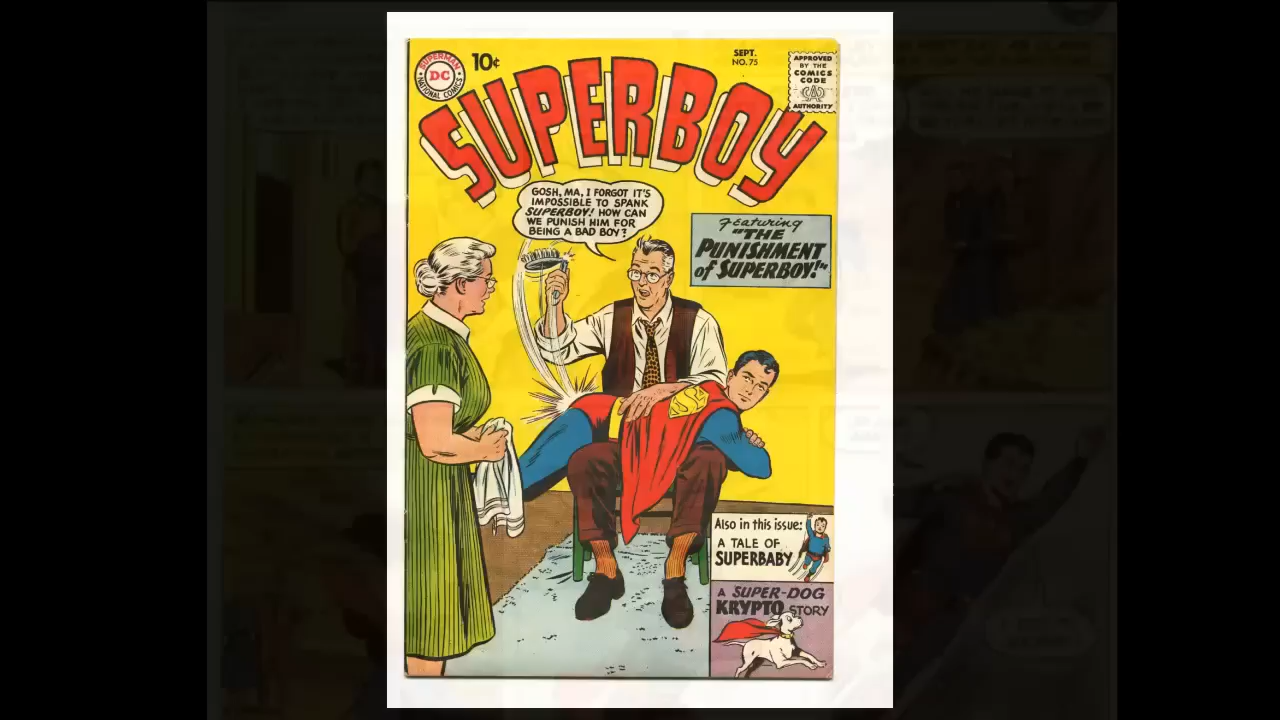 SUPERMAN
DC
NATIONAL COMICS
10¢
SEPT.
NO. 75
APPROVED
BY THE
COMICS
CODE
CA
AUTHORITY
SUPERBOY
GOSH, MA, I FORGOT IT'S
IMPOSSIBLE TO SPANK
SUPERBOY! HOW CAN
WE PUNISH HIM FOR
BEING A BAD BOY?
Featuring
"THE
PUNISHMENT
of SUPERBOY!"
S
Also in this issue:
A TALE OF
SUPERBABY
A SUPER-DOG
KRYPTO STORY